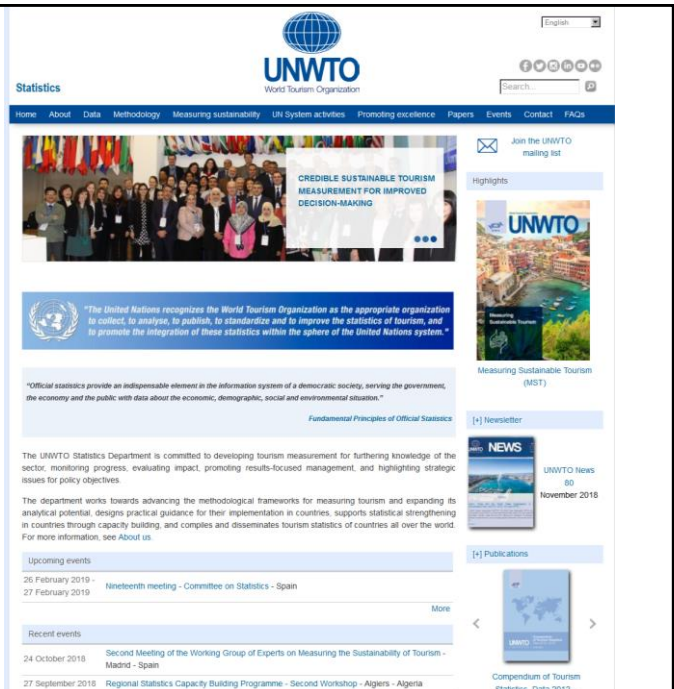 English
UNWTO
World Tourism Organization
Statistics
Search...
Home About Data Methodology Measuring sustainability UN System activities Promoting excellence Papers Events Contact FAQs
CREDIBLE SUSTAINABLE TOURISM
MEASUREMENT FOR IMPROVED
DECISION-MAKING
"The United Nations recognizes the World Tourism Organization as the appropriate organization
to collect, to analyse, to publish, to standardize and to improve the statistics of tourism, and
to promote the integration of these statistics within the sphere of the United Nations system."
"Official statistics provide an indispensable element in the information system of a democratic society, serving the government,
the economy and the public with data about the economic, demographic, social and environmental situation."
Fundamental Principles of Official Statistics
The UNWTO Statistics Department is committed to developing tourism measurement for furthering knowledge of the
sector, monitoring progress, evaluating impact, promoting results-focused management, and highlighting strategic
issues for policy objectives.
The department works towards advancing the methodological frameworks for measuring tourism and expanding its
analytical potential, designs practical guidance for their implementation in countries, supports statistical strengthening
in countries through capacity building, and compiles and disseminates tourism statistics of countries all over the world.
For more information, see About us.
Upcoming events
26 February 2019 -
27 February 2019
Nineteenth meeting - Committee on Statistics - Spain
More
Recent events
24 October 2018
Second Meeting of the Working Group of Experts on Measuring the Sustainability of Tourism -
Madrid - Spain
27 September 2018 Regional Statistics Capacity Building Programme - Second Workshop - Algiers - Algeria
Join the UNWTO
mailing list
Highlights
UNWTO
Measuring
Sustainable Tourism
Measuring Sustainable Tourism
(MST)
[+] Newsletter
NEWS
UNWTO News
80
November 2018
[+] Publications
UNWTO
Compendium of Tourism
Statistics, Data 2012